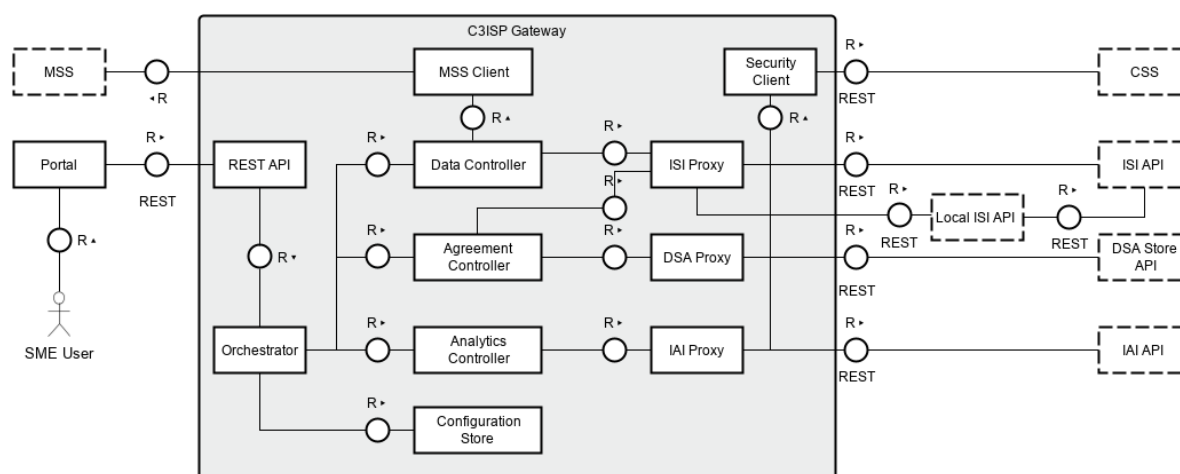 C3ISP Gateway
MSS
◂ R
MSS Client
Security
Client
R ▸
REST
CSS
R ▴
R ▴
Portal
R ▸
REST
REST API
R ▸
Data Controller
R ▸
ISI Proxy
R ▸
REST
ISI API
R ▸
R ▸
REST
Local ISI API
R ▸
REST
R ▴
R ▾
R ▸
Agreement
Controller
R ▸
DSA Proxy
R ▸
REST
DSA Store
API
SME User
Orchestrator
R ▸
Analytics
Controller
R ▸
IAI Proxy
R ▸
REST
IAI API
R ▸
Configuration
Store